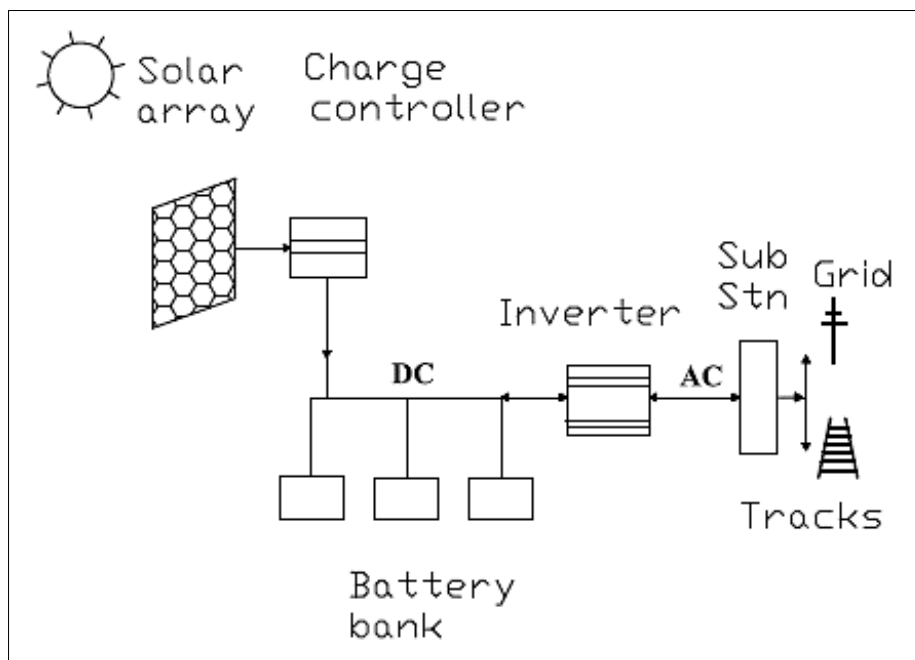 Solar
array
Charge
controller
Sub
Stn
Grid
Inverter
DC
AC
Tracks
Battery
bank